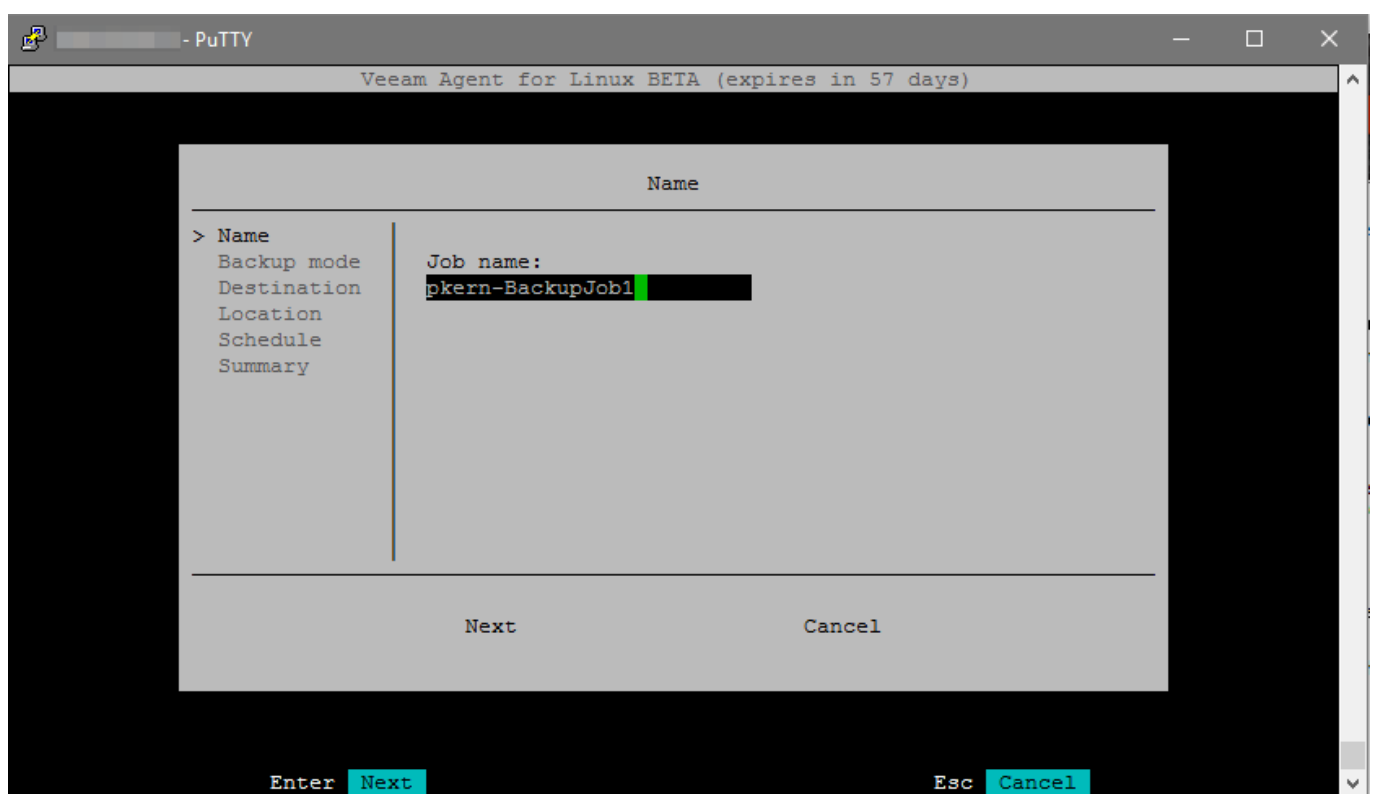 - PuTTY
Veeam Agent for Linux BETA (expires in 57 days)
Name
> Name
Backup mode
Destination
Location
Schedule
Summary
Job name:
pkern-BackupJob1
Next Cancel
Enter Next Esc Cancel